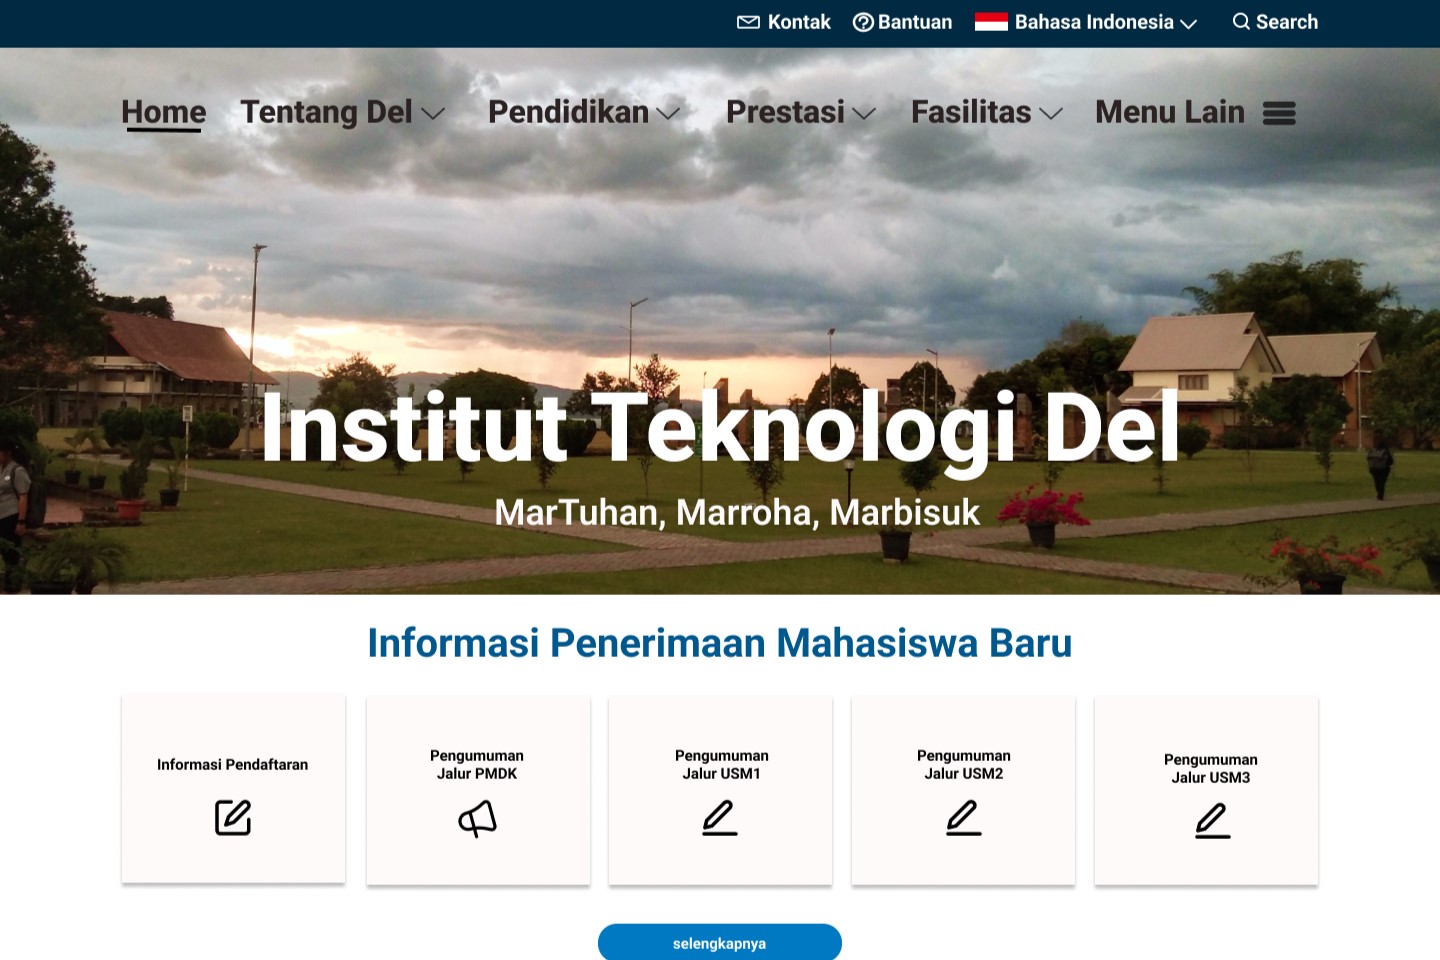 Kontak Bantuan Bahasa Indonesia Search
Home Tentang Del Pendidikan Prestasi Fasilitas Menu Lain
Institut Teknologi Del
MarTuhan, Marroha, Marbisuk
Informasi Penerimaan Mahasiswa Baru
Informasi Pendaftaran
Pengumuman
Jalur PMDK
Pengumuman
Jalur USM1
Pengumuman
Jalur USM2
Pengumuman
Jalur USM3
selengkapnya